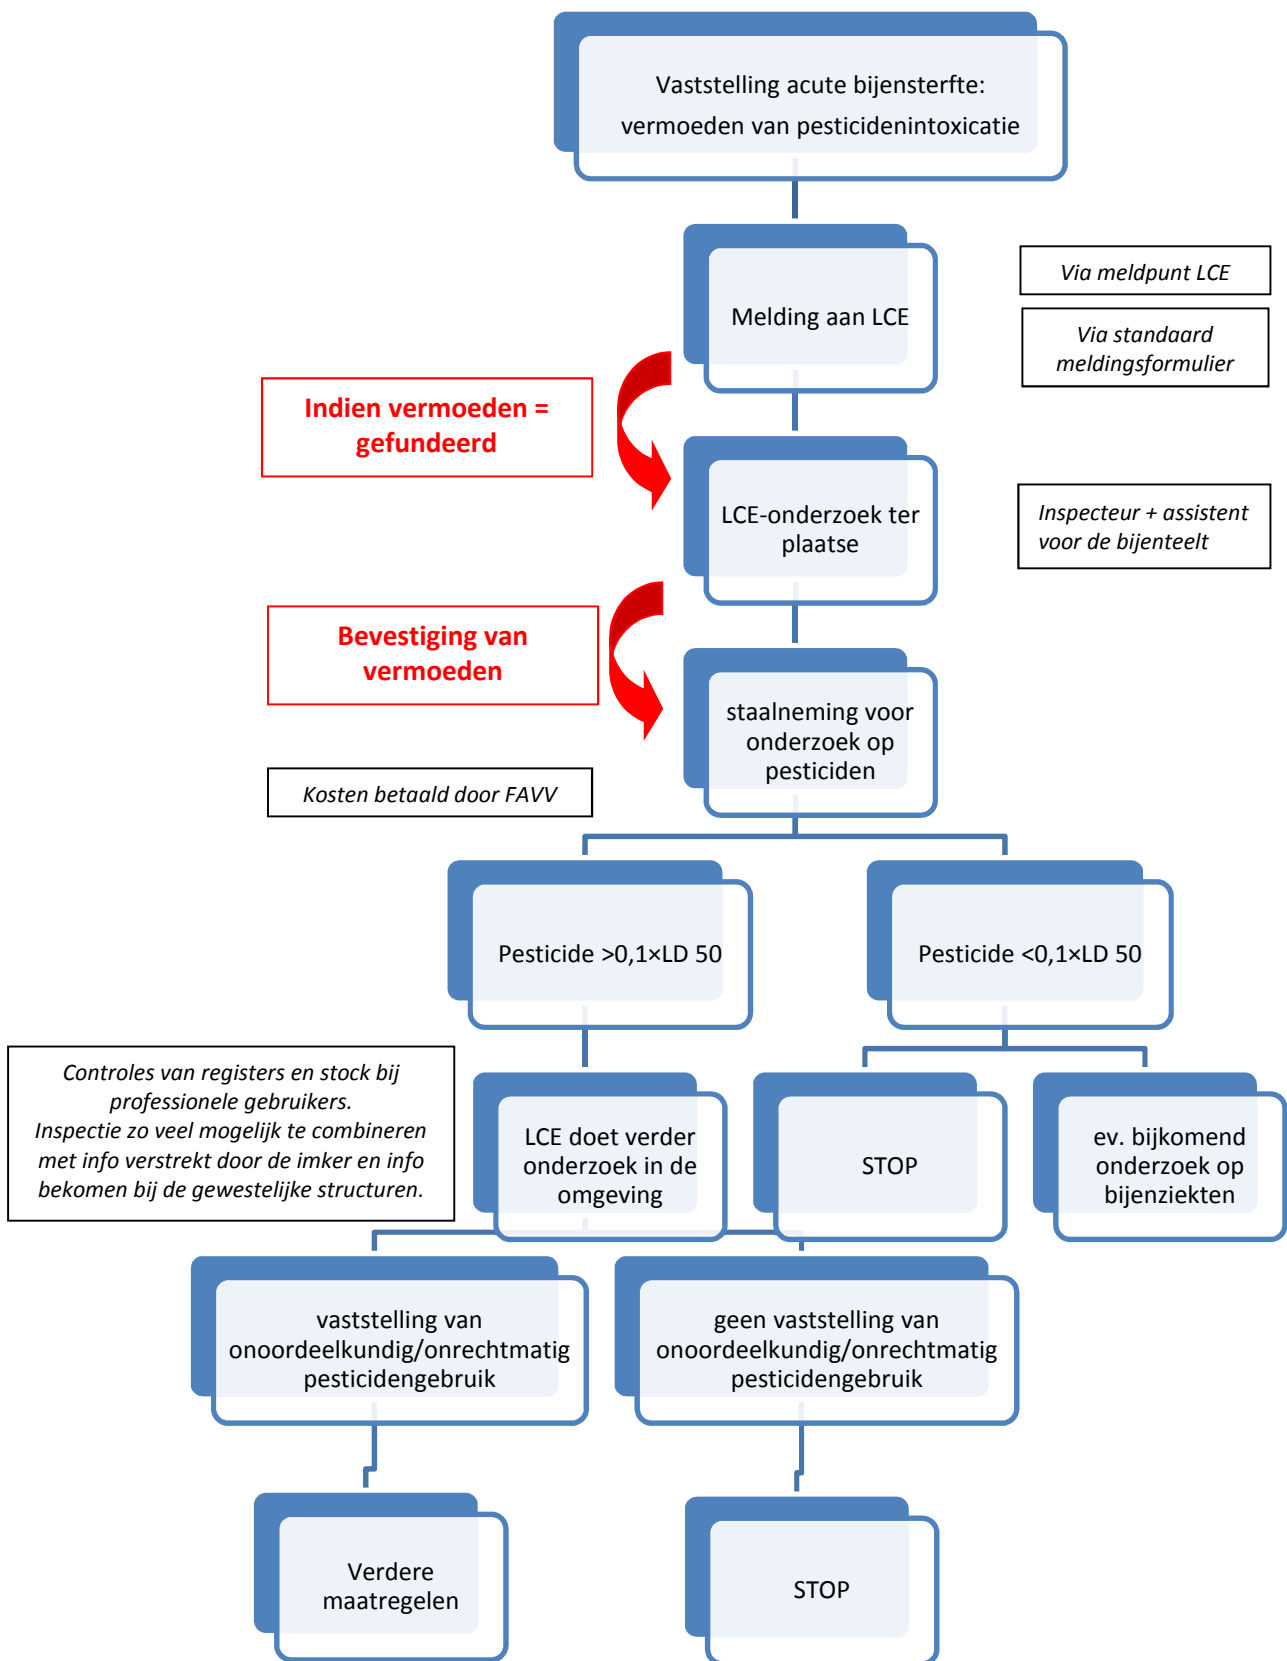 Vaststelling acute bijensterfte:
vermoeden van pesticidenintoxicatie
Melding aan LCE
Via meldpunt LCE
Via standaard
meldingsformulier
Indien vermoeden =
gefundeerd
LCE-onderzoek ter
plaatse
Inspecteur + assistent
voor de bijenteelt
Bevestiging van
vermoeden
staalneming voor
onderzoek op
pesticiden
Kosten betaald door FAVV
Pesticide >0,1×LD 50
Pesticide <0,1×LD 50
Controles van registers en stock bij
professionele gebruikers.
Inspectie zo veel mogelijk te combineren
met info verstrekt door de imker en info
bekomen bij de gewestelijke structuren.
LCE doet verder
onderzoek in de
omgeving
STOP
ev. bijkomend
onderzoek op
bijenziekten
vaststelling van
onoordeelkundig/onrechtmatig
pesticidengebruik
geen vaststelling van
onoordeelkundig/onrechtmatig
pesticidengebruik
Verdere
maatregelen
STOP